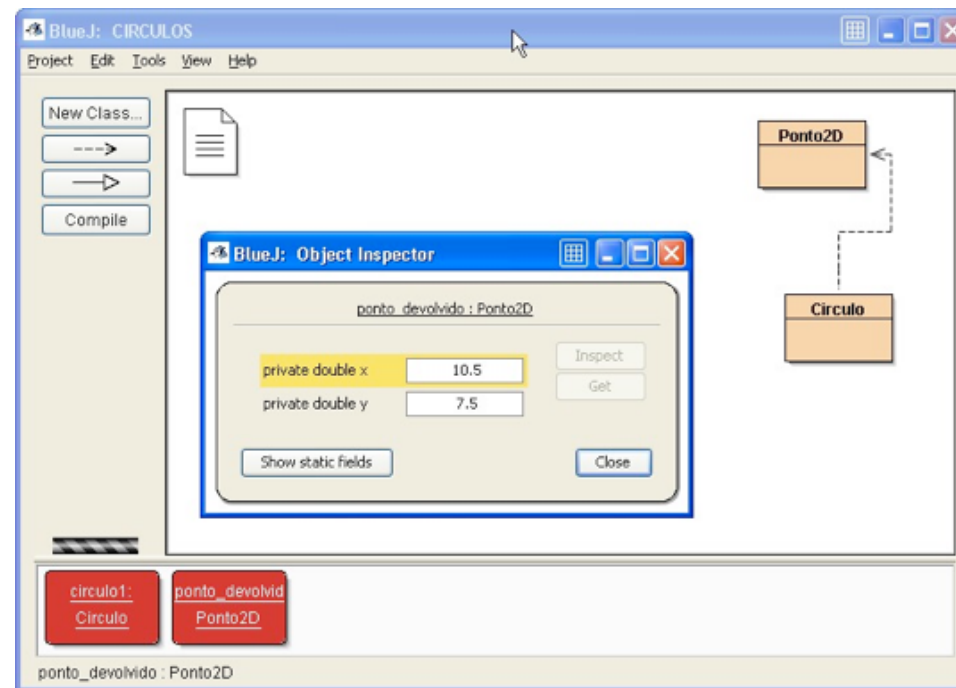 BlueJ: CIRCULOS
Project Edit Tools View Help
New Class...
Compile
Ponto2D
Circulo
BlueJ: Object Inspector
ponto_devolvido : Ponto2D
private double x 10.5
private double y 7.5
Inspect
Get
Show static fields
Close
circulo1:
Circulo
ponto_devolvid
Ponto2D
ponto_devolvido : Ponto2D